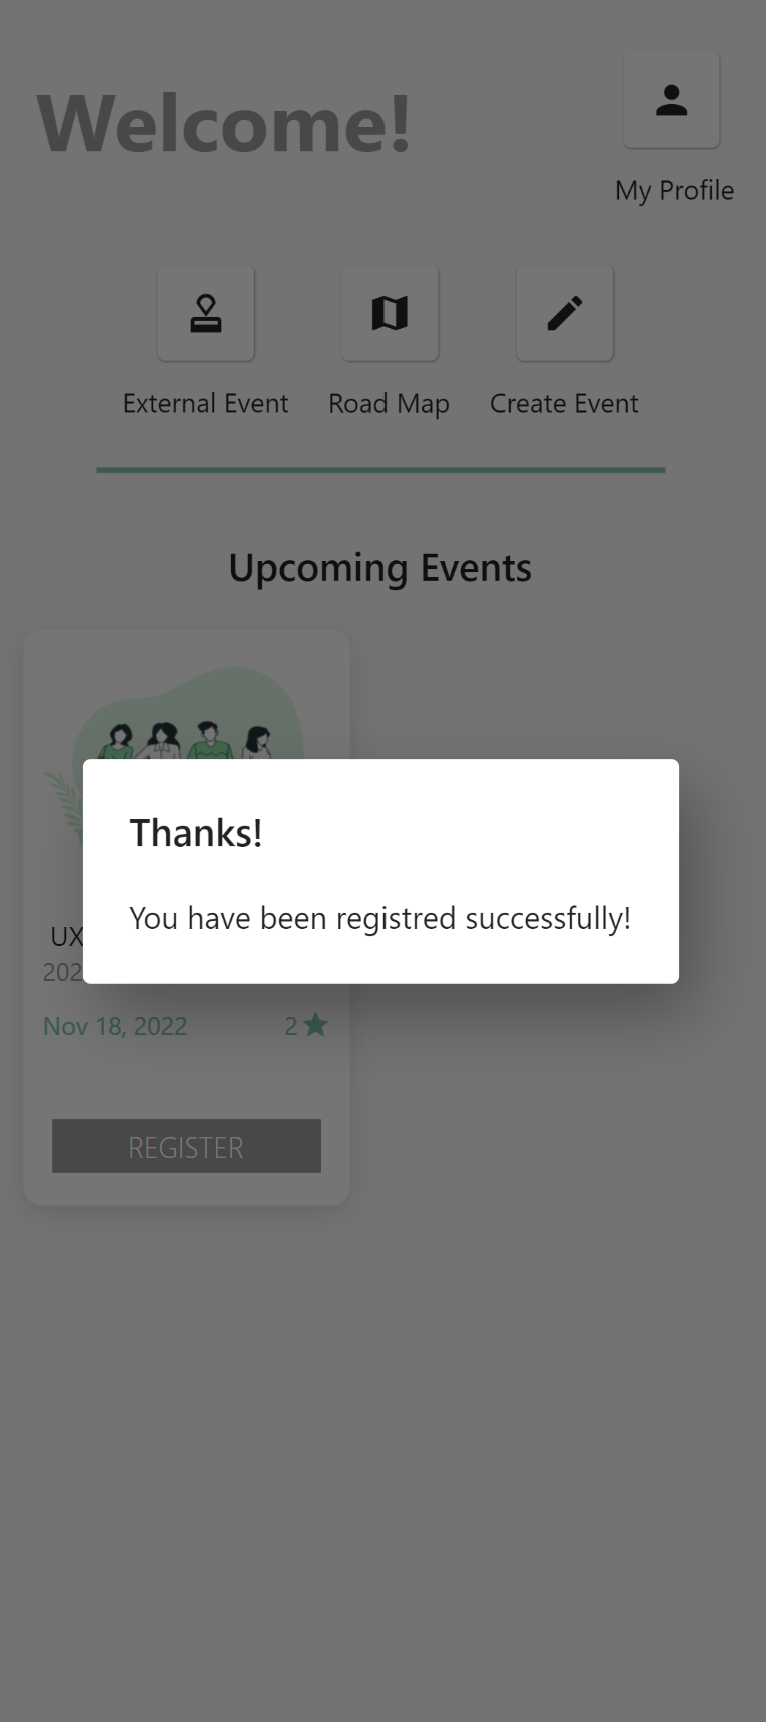 Welcome!
My Profile
External Event
Road Map
Create Event
Upcoming Events
Thanks!
You have been registred successfully!
UX
202
Nov 18, 2022
2
REGISTER